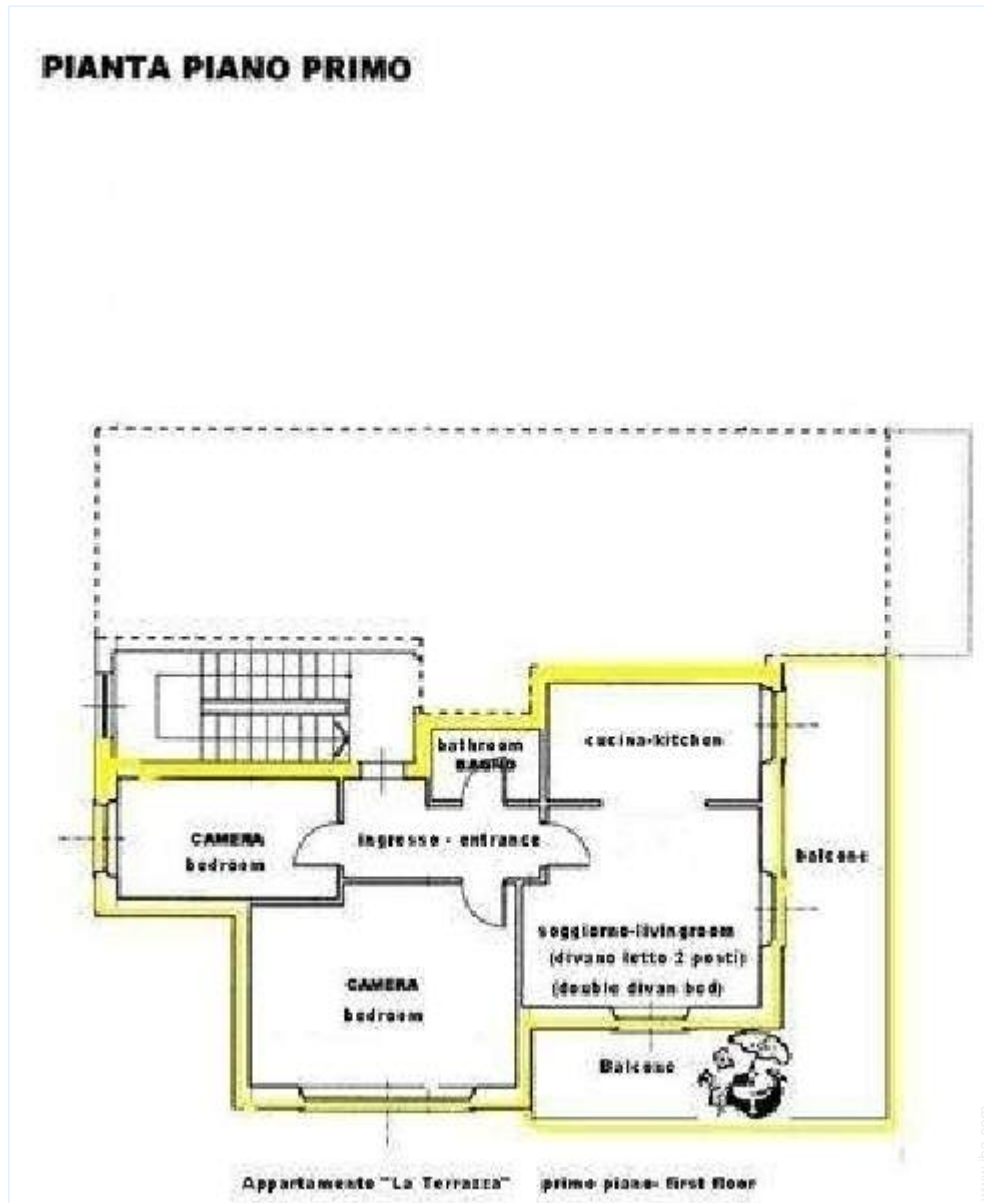 PIANTA PIANO PRIMO
bathroom
BAGNO
cucina-kitchen
CAMERA
bedroom
ingresso - entrance
balcone
soggiorno-livingroom
(divano letto 2 posti)
(double divan bed)
CAMERA
bedroom
Balcone
Appartamento "La Terrazza" primo piano- first floor